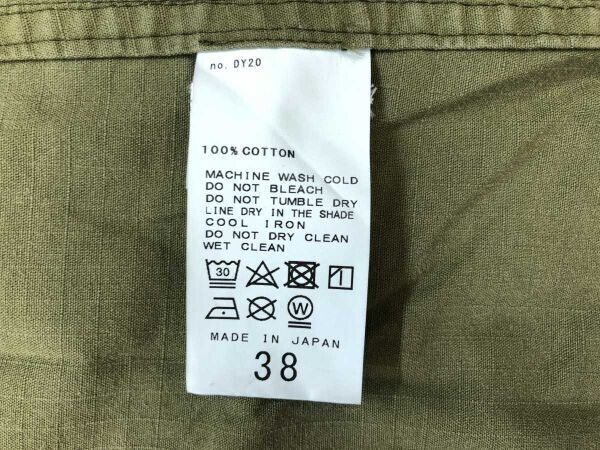 no. DY20
100% COTTON
MACHINE WASH COLD
DO NOT BLEACH
DO NOT TUMBLE DRY
LINE DRY IN THE SHADE
COOL IRON
DO NOT DRY CLEAN
WET CLEAN
30
W
MADE IN JAPAN
38